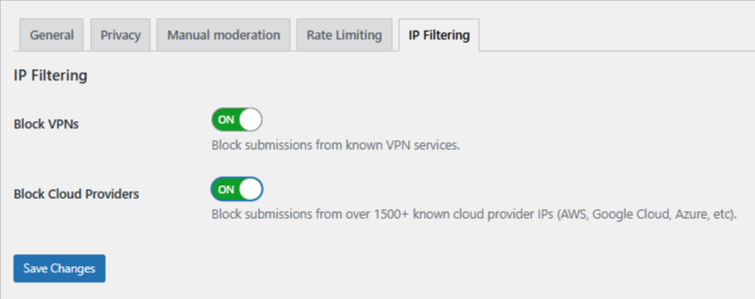 General
Privacy
Manual moderation
Rate Limiting
IP Filtering
IP Filtering
Block VPNs
ON
Block submissions from known VPN services.
Block Cloud Providers
ON
Block submissions from over 1500+ known cloud provider IPs (AWS, Google Cloud, Azure, etc).
Save Changes